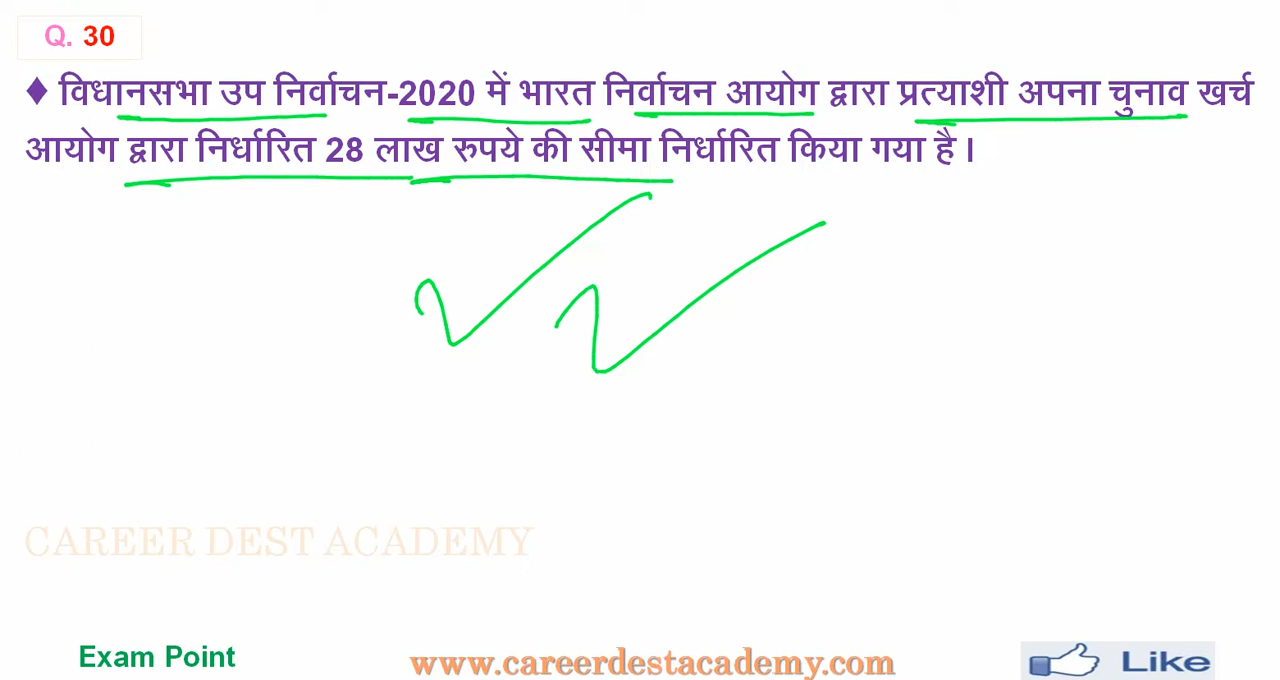 Q. 30
♦ विधानसभा उप निर्वाचन-2020 में भारत निर्वाचन आयोग द्वारा प्रत्याशी अपना चुनाव खर्च
आयोग द्वारा निर्धारित 28 लाख रुपये की सीमा निर्धारित किया गया है ।
CAREER DEST ACADEMY
Exam Point
www.careerdestacademy.com
Like